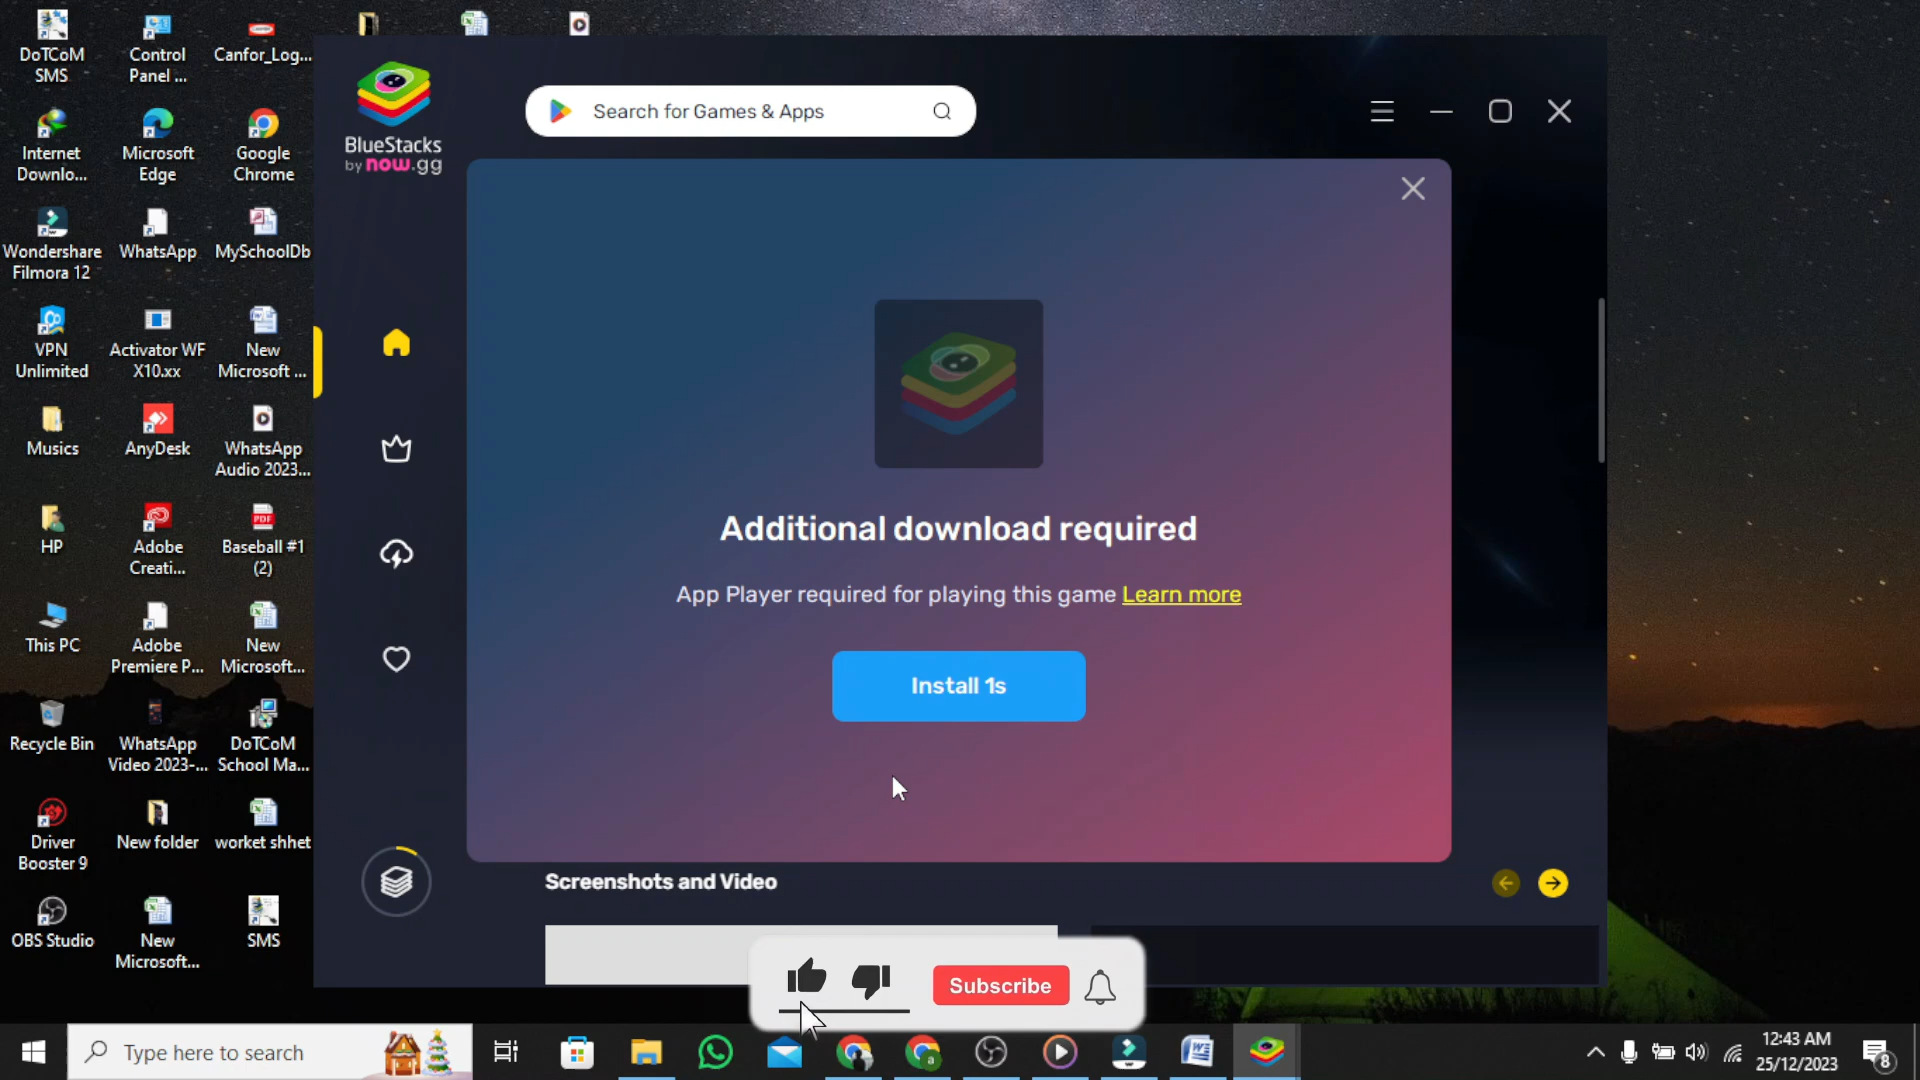 DoTCoM
SMS
Control
Panel ...
Canfor_Log...
Internet
Downlo...
Microsoft
Edge
Google
Chrome
Wondershare
Filmora 12
WhatsApp
MySchoolDb
VPN
Unlimited
Activator WF
X10.xx
New
Microsoft ...
Musics
AnyDesk
WhatsApp
Audio 2023...
HP
Adobe
Creati...
PDF
Baseball #1
(2)
This PC
Adobe
Premiere P...
New
Microsoft...
Recycle Bin
WhatsApp
Video 2023-...
DoTCoM
School Ma...
Driver
Booster 9
New folder
worket shhet
OBS Studio
New
Microsoft...
SMS
BlueStacks
by now.gg
Search for Games & Apps
Additional download required
App Player required for playing this game Learn more
Install 1s
Screenshots and Video
Subscribe
Type here to search
12:43 AM
25/12/2023
8